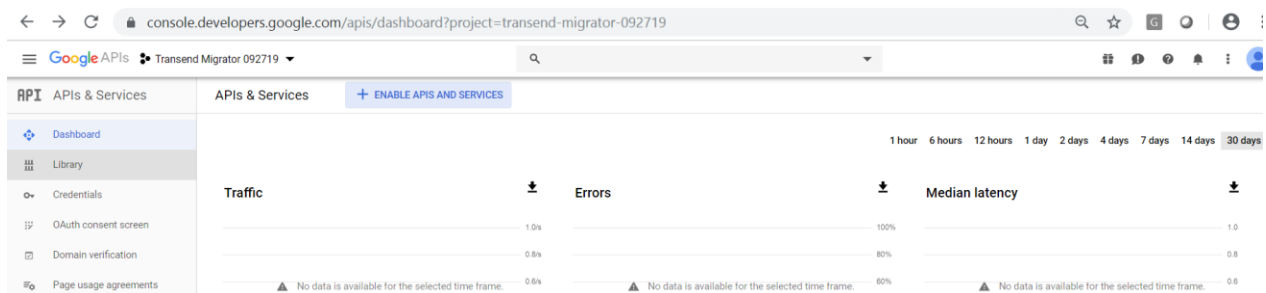 console.developers.google.com/apis/dashboard?project=transend-migrator-092719
G
Google APIs Transend Migrator 092719
API APIs & Services
APIs & Services + ENABLE APIS AND SERVICES
Dashboard
1 hour 6 hours 12 hours 1 day 2 days 4 days 7 days 14 days 30 days
Library
Credentials
Traffic Errors Median latency
OAuth consent screen
1.0/s 100% 1.0
Domain verification
0.8/s 80% 0.8
Page usage agreements
No data is available for the selected time frame. 0.6/s No data is available for the selected time frame. 60% No data is available for the selected time frame. 0.6